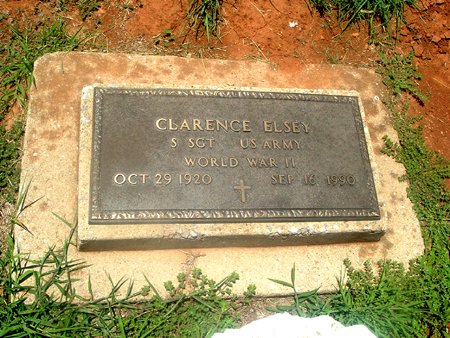 CLARENCE ELSEY
S SGT US ARMY
WORLD WAR II
OCT 29 1920 SEP 16 1990